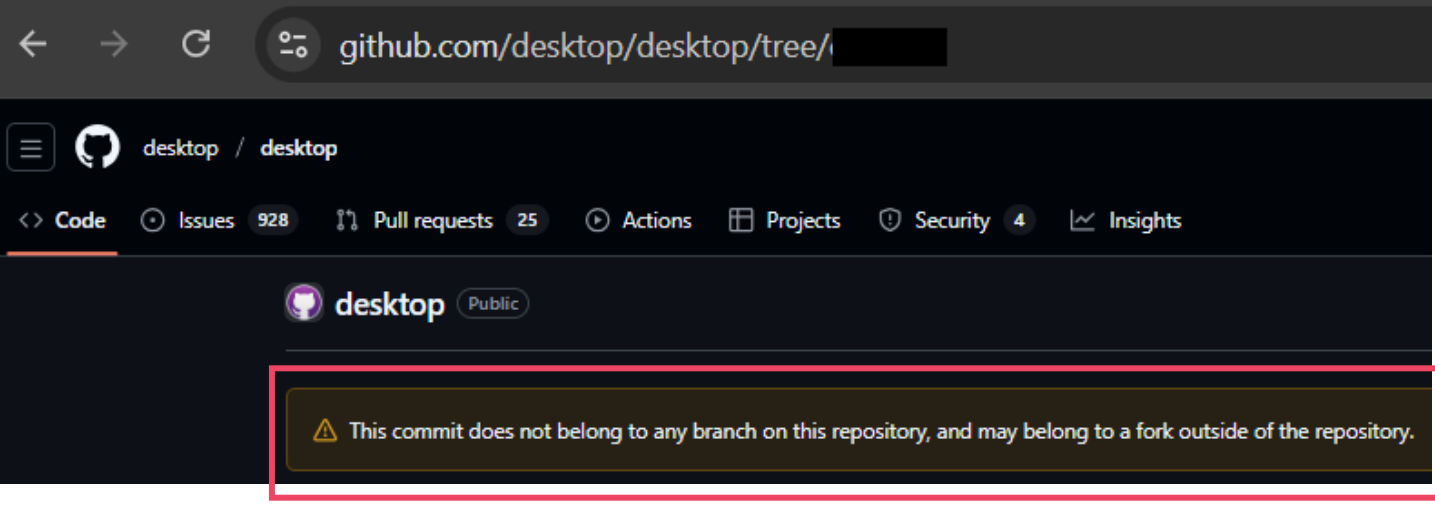 github.com/desktop/desktop/tree/
desktop / desktop
Code Issues 928 Pull requests 25 Actions Projects Security 4 Insights
desktop Public
This commit does not belong to any branch on this repository, and may belong to a fork outside of the repository.